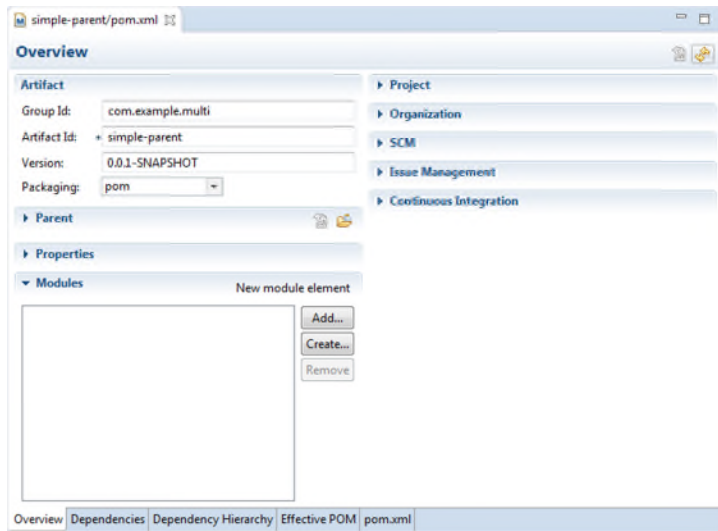 simple-parent/pom.xml
Overview
Artifact
Group Id: com.example.multi
Artifact Id: * simple-parent
Version: 0.0.1-SNAPSHOT
Packaging: pom
Parent
Properties
Modules New module element
Add...
Create...
Remove
Project
Organization
SCM
Issue Management
Continuous Integration
Overview Dependencies Dependency Hierarchy Effective POM pom.xml